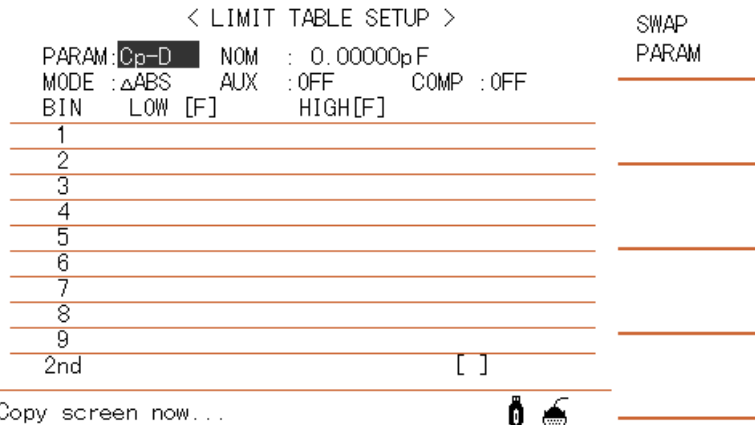 < LIMIT TABLE SETUP >
SWAP
PARAM
PARAM:Cp-D NOM : 0.00000pF
MODE :△ABS AUX :OFF COMP :OFF
BIN LOW [F] HIGH[F]
1
2
3
4
5
6
7
8
9
2nd [ ]
Copy screen now...